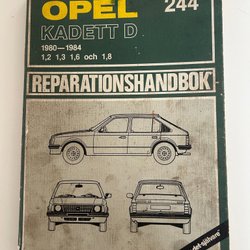 OPEL 244
KADETT D
1980—1984
1,2 1,3 1,6 och 1,8
REPARATIONSHANDBOK